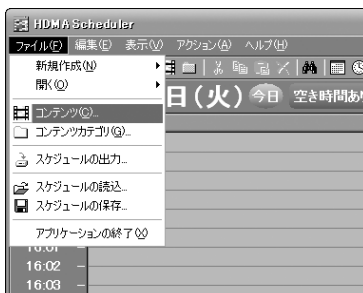 HDMA Scheduler
ファイル(F) 編集(E) 表示(V) アクション(A) ヘルプ(H)
新規作成(N)
開く(O)
日(火) 今日 空き時間あ
コンテンツ(C)...
コンテンツカテゴリ(G)...
スケジュールの出力...
スケジュールの読込...
スケジュールの保存...
アプリケーションの終了(X)
16:01
16:02
16:03